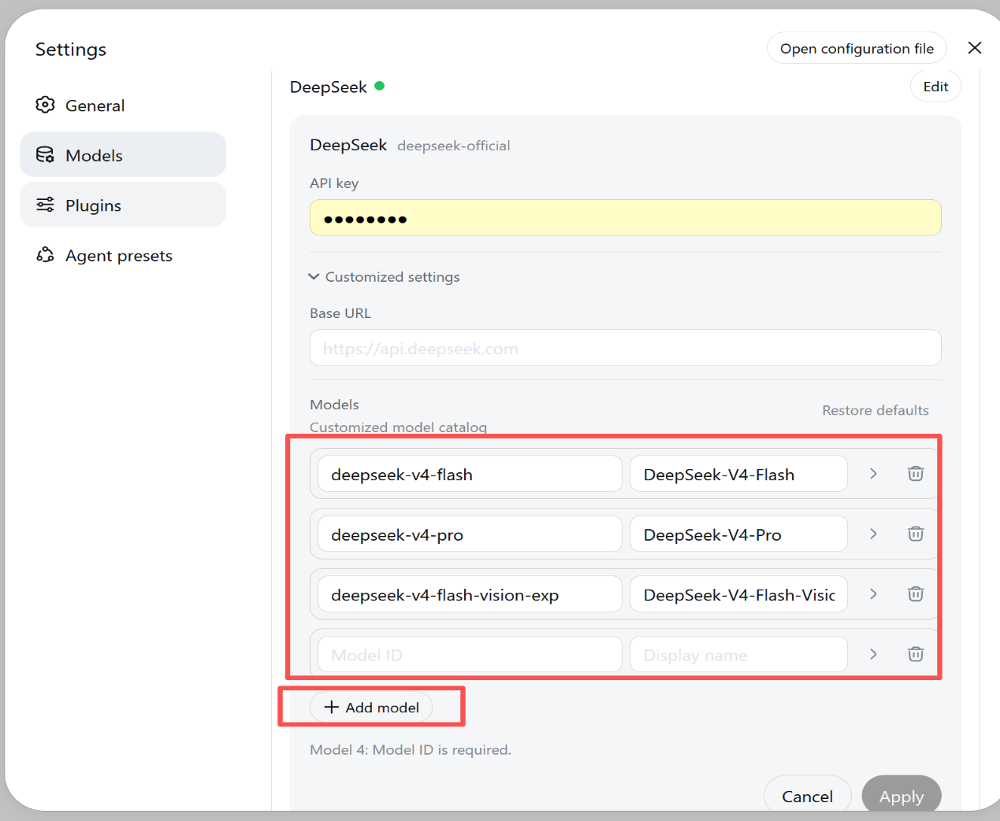 Settings
Open configuration file
General
Models
Plugins
Agent presets
DeepSeek
Edit
DeepSeek deepseek-official
API key
••••••••
Customized settings
Base URL
https://api.deepseek.com
Models
Restore defaults
Customized model catalog
deepseek-v4-flash DeepSeek-V4-Flash
deepseek-v4-pro DeepSeek-V4-Pro
deepseek-v4-flash-vision-exp DeepSeek-V4-Flash-Visic
Model ID Display name
+ Add model
Model 4: Model ID is required.
Cancel Apply